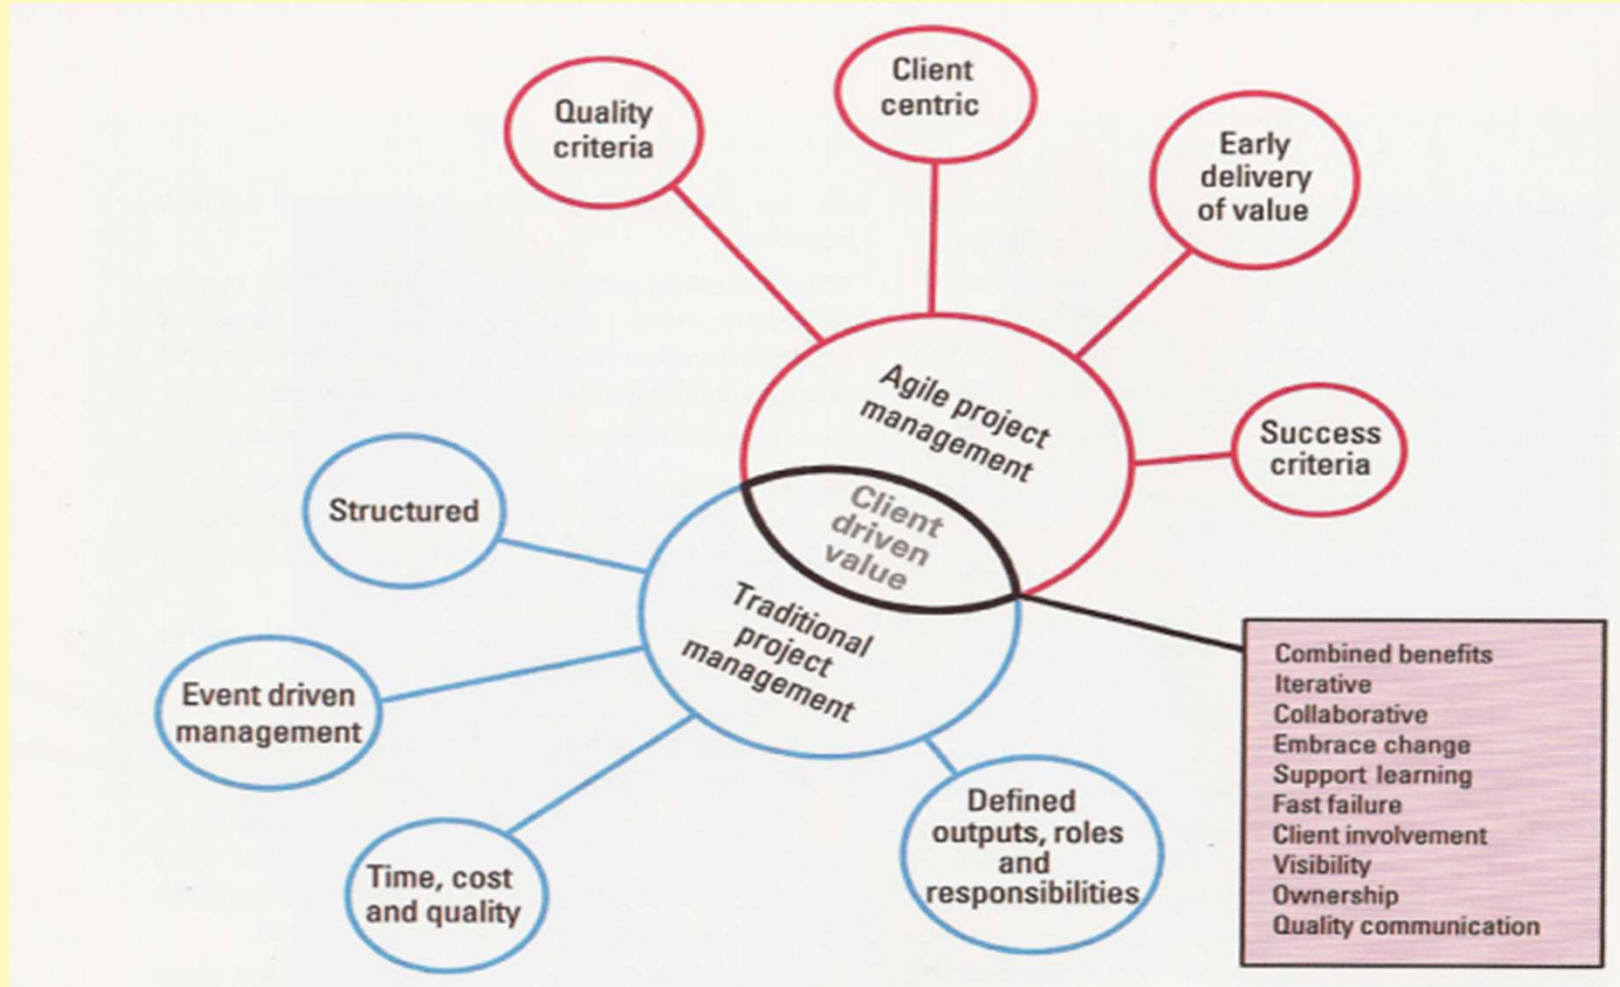 Quality
criteria
Client
centric
Early
delivery
of value
Success
criteria
Agile project
management
Client
driven
value
Traditional
project
management
Structured
Event driven
management
Time, cost
and quality
Defined
outputs, roles
and
responsibilities
Combined benefits
Iterative
Collaborative
Embrace change
Support learning
Fast failure
Client involvement
Visibility
Ownership
Quality communication